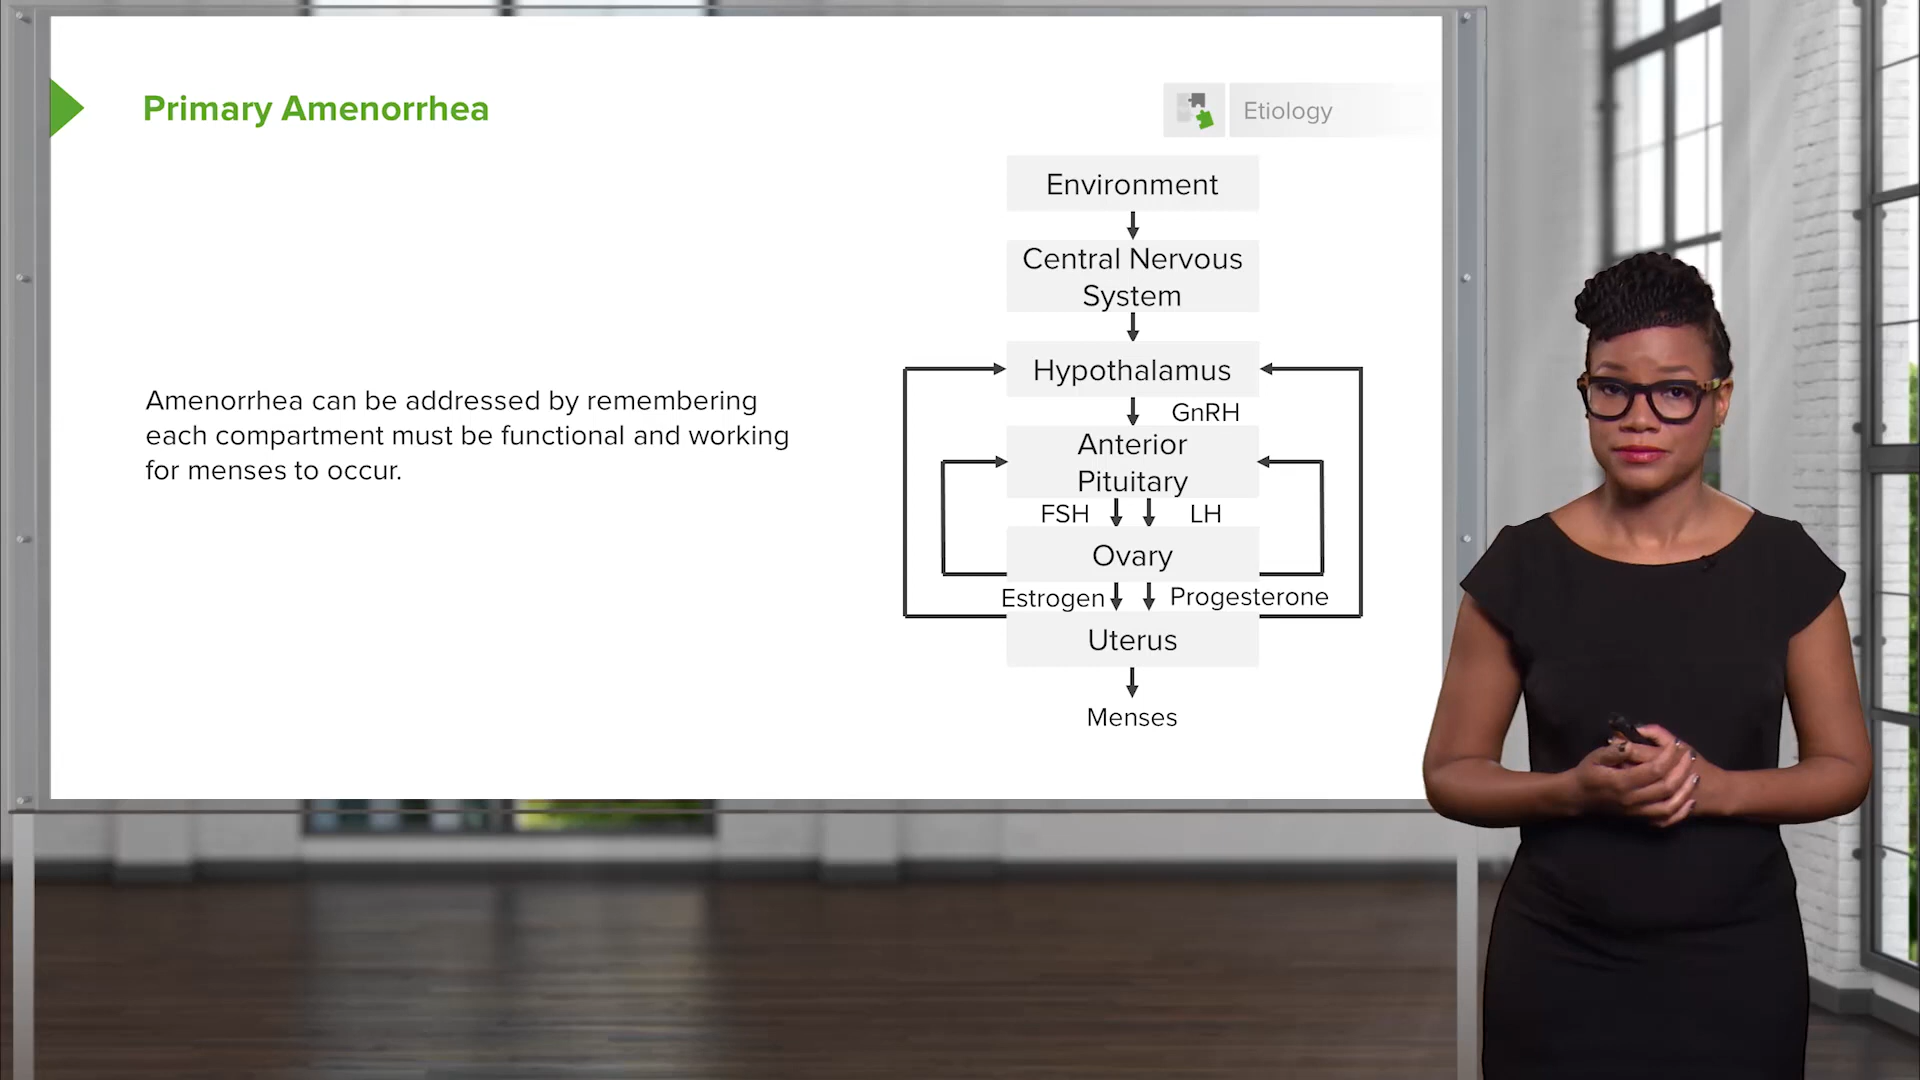 Primary Amenorrhea
Etiology
Amenorrhea can be addressed by remembering
each compartment must be functional and working
for menses to occur.
Environment
Central Nervous
System
Hypothalamus
GnRH
Anterior
Pituitary
FSH LH
Ovary
Estrogen Progesterone
Uterus
Menses